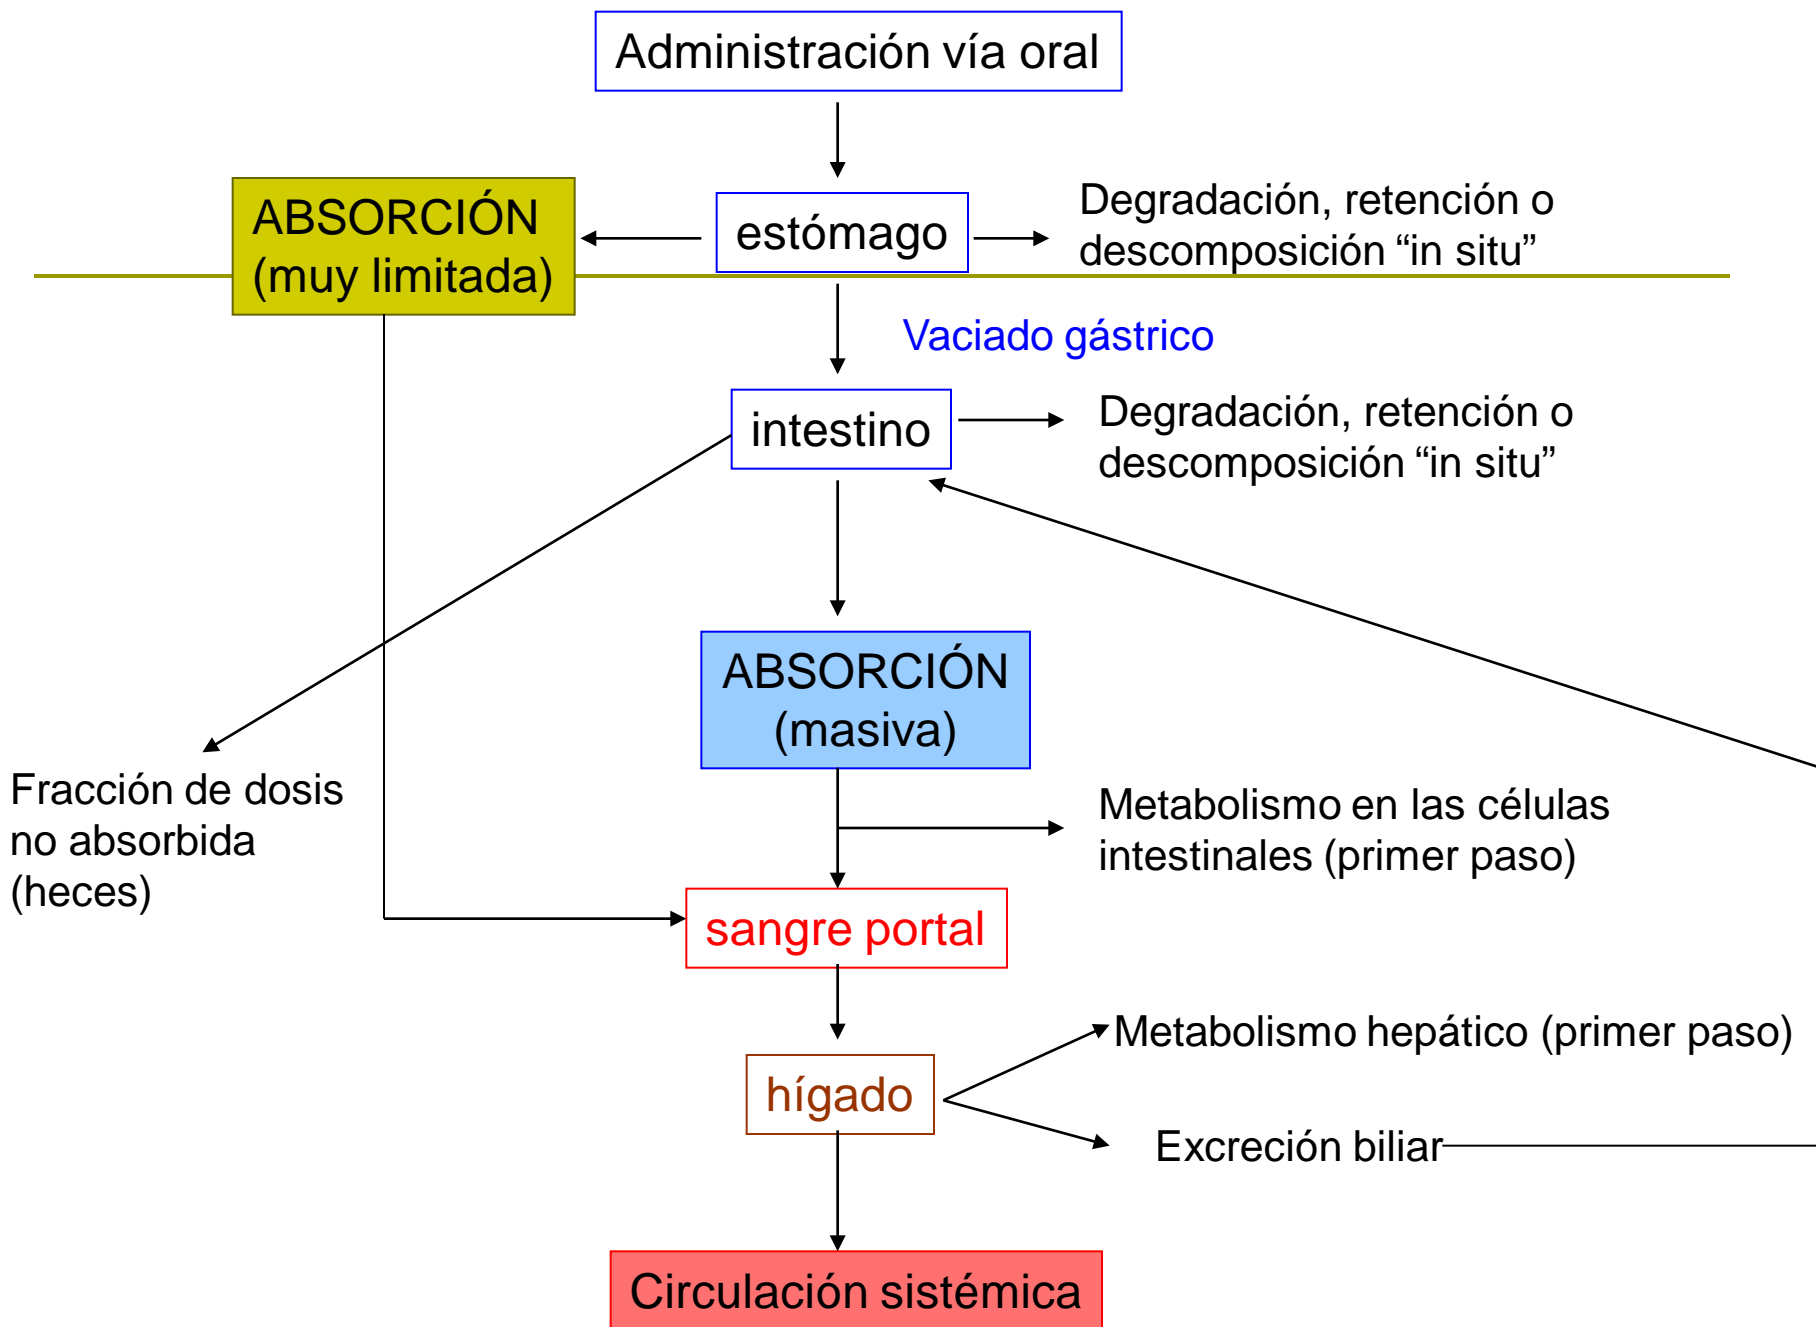 Administración vía oral
ABSORCIÓN
(muy limitada)
estómago
Degradación, retención o
descomposición “in situ”
Vaciado gástrico
intestino
Degradación, retención o
descomposición “in situ”
ABSORCIÓN
(masiva)
Fracción de dosis
no absorbida
(heces)
Metabolismo en las células
intestinales (primer paso)
sangre portal
Metabolismo hepático (primer paso)
hígado
Excreción biliar
Circulación sistémica